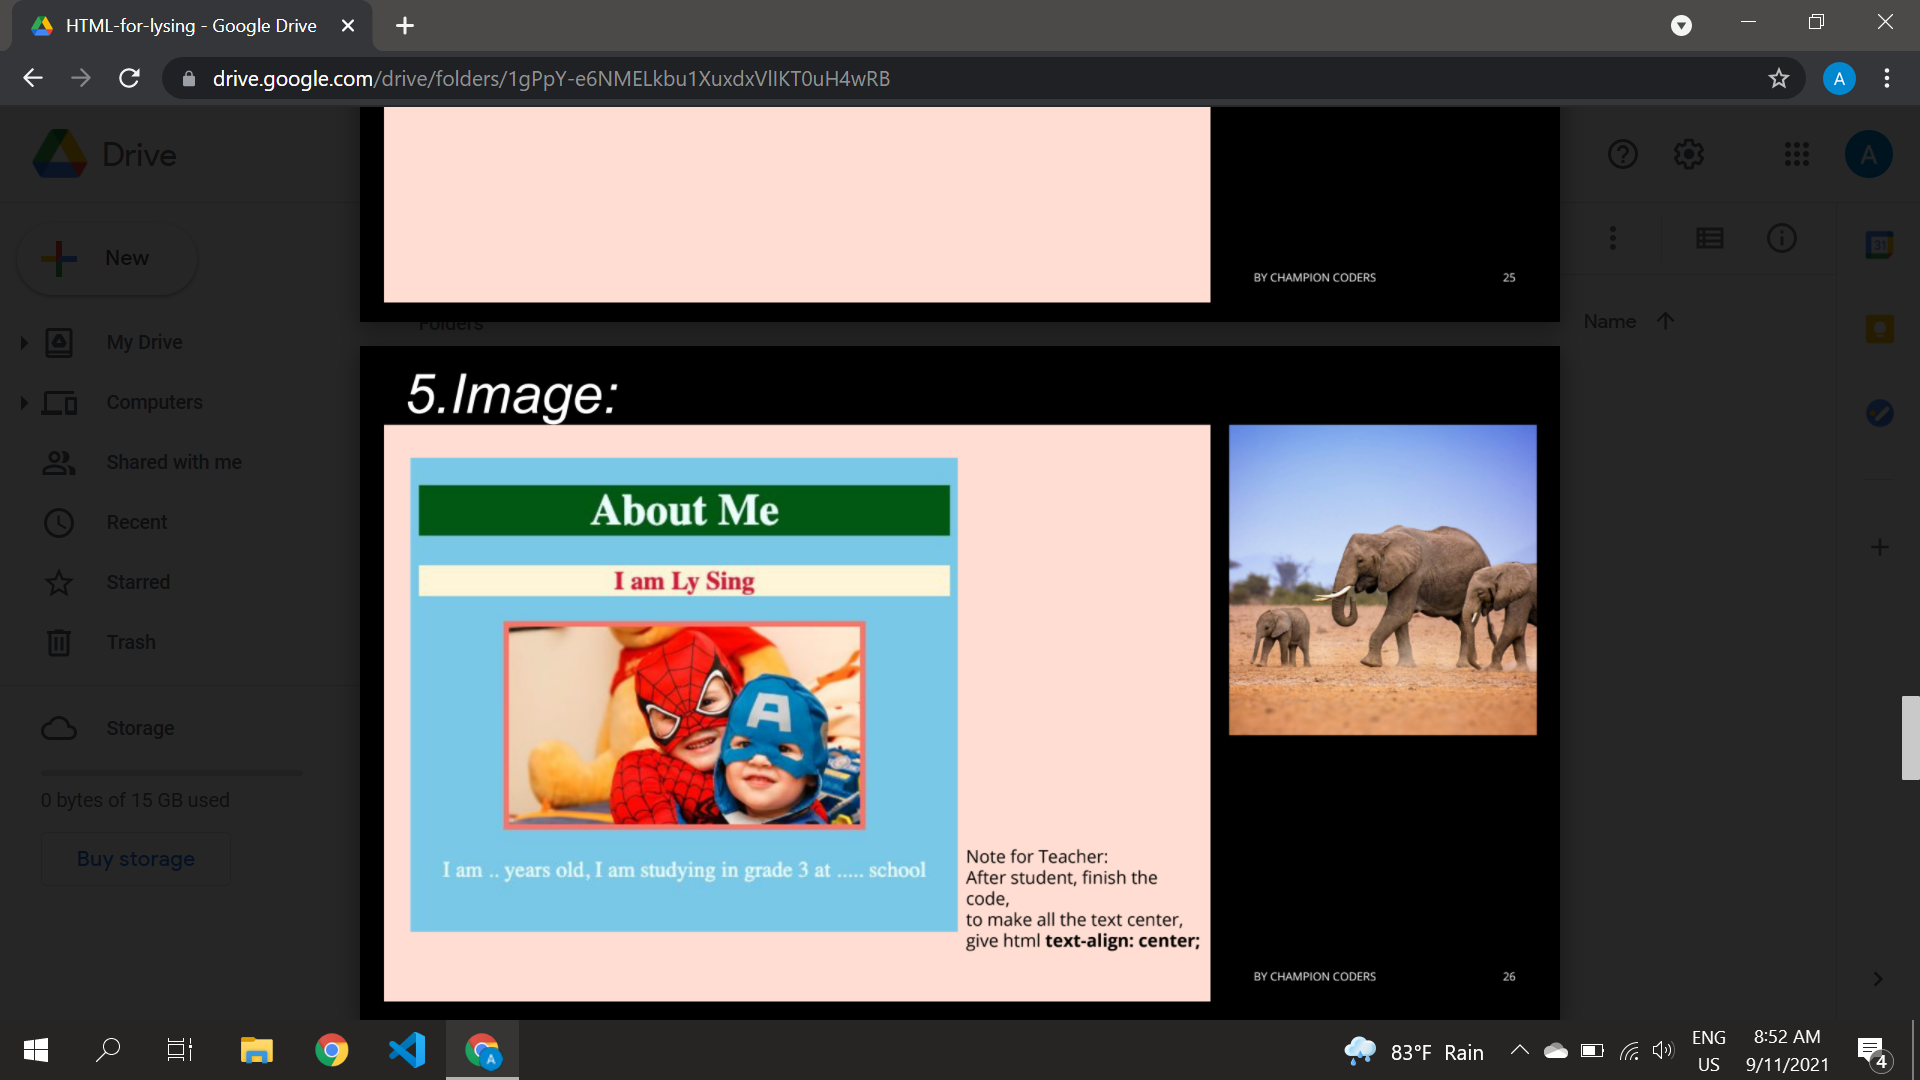 HTML-for-lysing - Google Drive
drive.google.com/drive/folders/1gPpY-e6NMELkbu1XuxdxVlIKT0uH4wRB
A
Drive
A
New
31
BY CHAMPION CODERS 25
Folders
Name
My Drive
Computers
Shared with me
Recent
Starred
Trash
Storage
0 bytes of 15 GB used
Buy storage
5.Image:
About Me
I am Ly Sing
A
I am .. years old, I am studying in grade 3 at ..... school
Note for Teacher:
After student, finish the
code,
to make all the text center,
give html text-align: center;
BY CHAMPION CODERS 26
A
83°F Rain
ENG
US
8:52 AM
9/11/2021
4